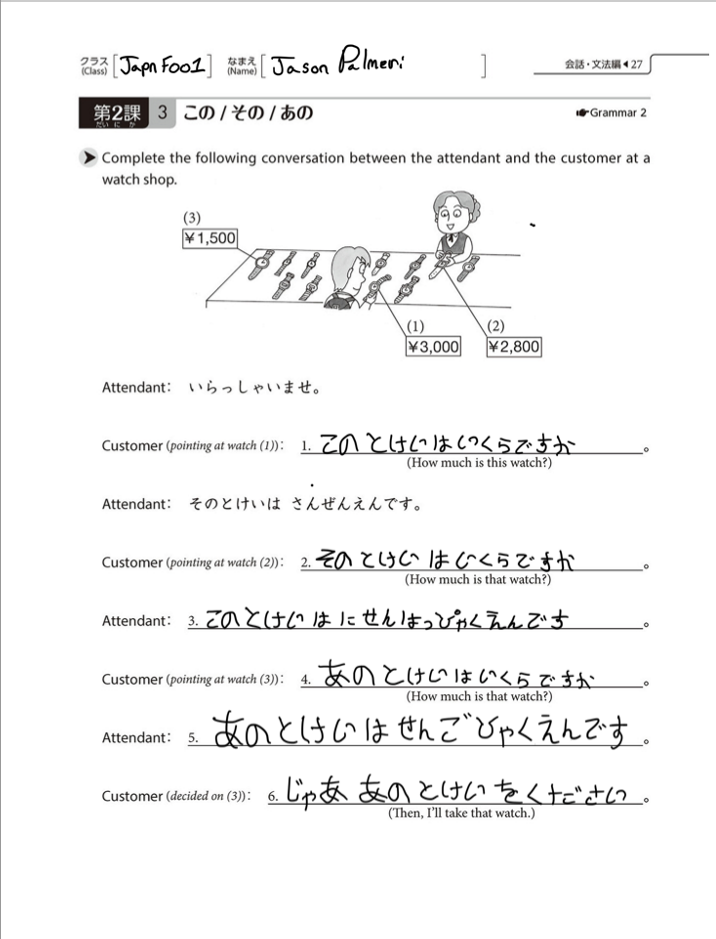 クラス (Class) [Japn F001] なまえ (Name) [Jason Palmeri ] 会話・文法編◀27
第2課 だいにか 3 この / その / あの ☛Grammar 2
➤ Complete the following conversation between the attendant and the customer at a
watch shop.
(3)
¥1,500
(1) (2)
¥3,000 ¥2,800
Attendant: いらっしゃいませ。
Customer (pointing at watch (1)): 1. このとけいはいくらですか。
(How much is this watch?)
Attendant: そのとけいは さんぜんえんです。
Customer (pointing at watch (2)): 2. そのとけいはいくらですか。
(How much is that watch?)
Attendant: 3. このとけいはにせんはっぴゃくえんです。
Customer (pointing at watch (3)): 4. あのとけいはいくらですか。
(How much is that watch?)
Attendant: 5. あのとけいはせんごひゃくえんです。
Customer (decided on (3)): 6. じゃああのとけいをください。
(Then, I'll take that watch.)